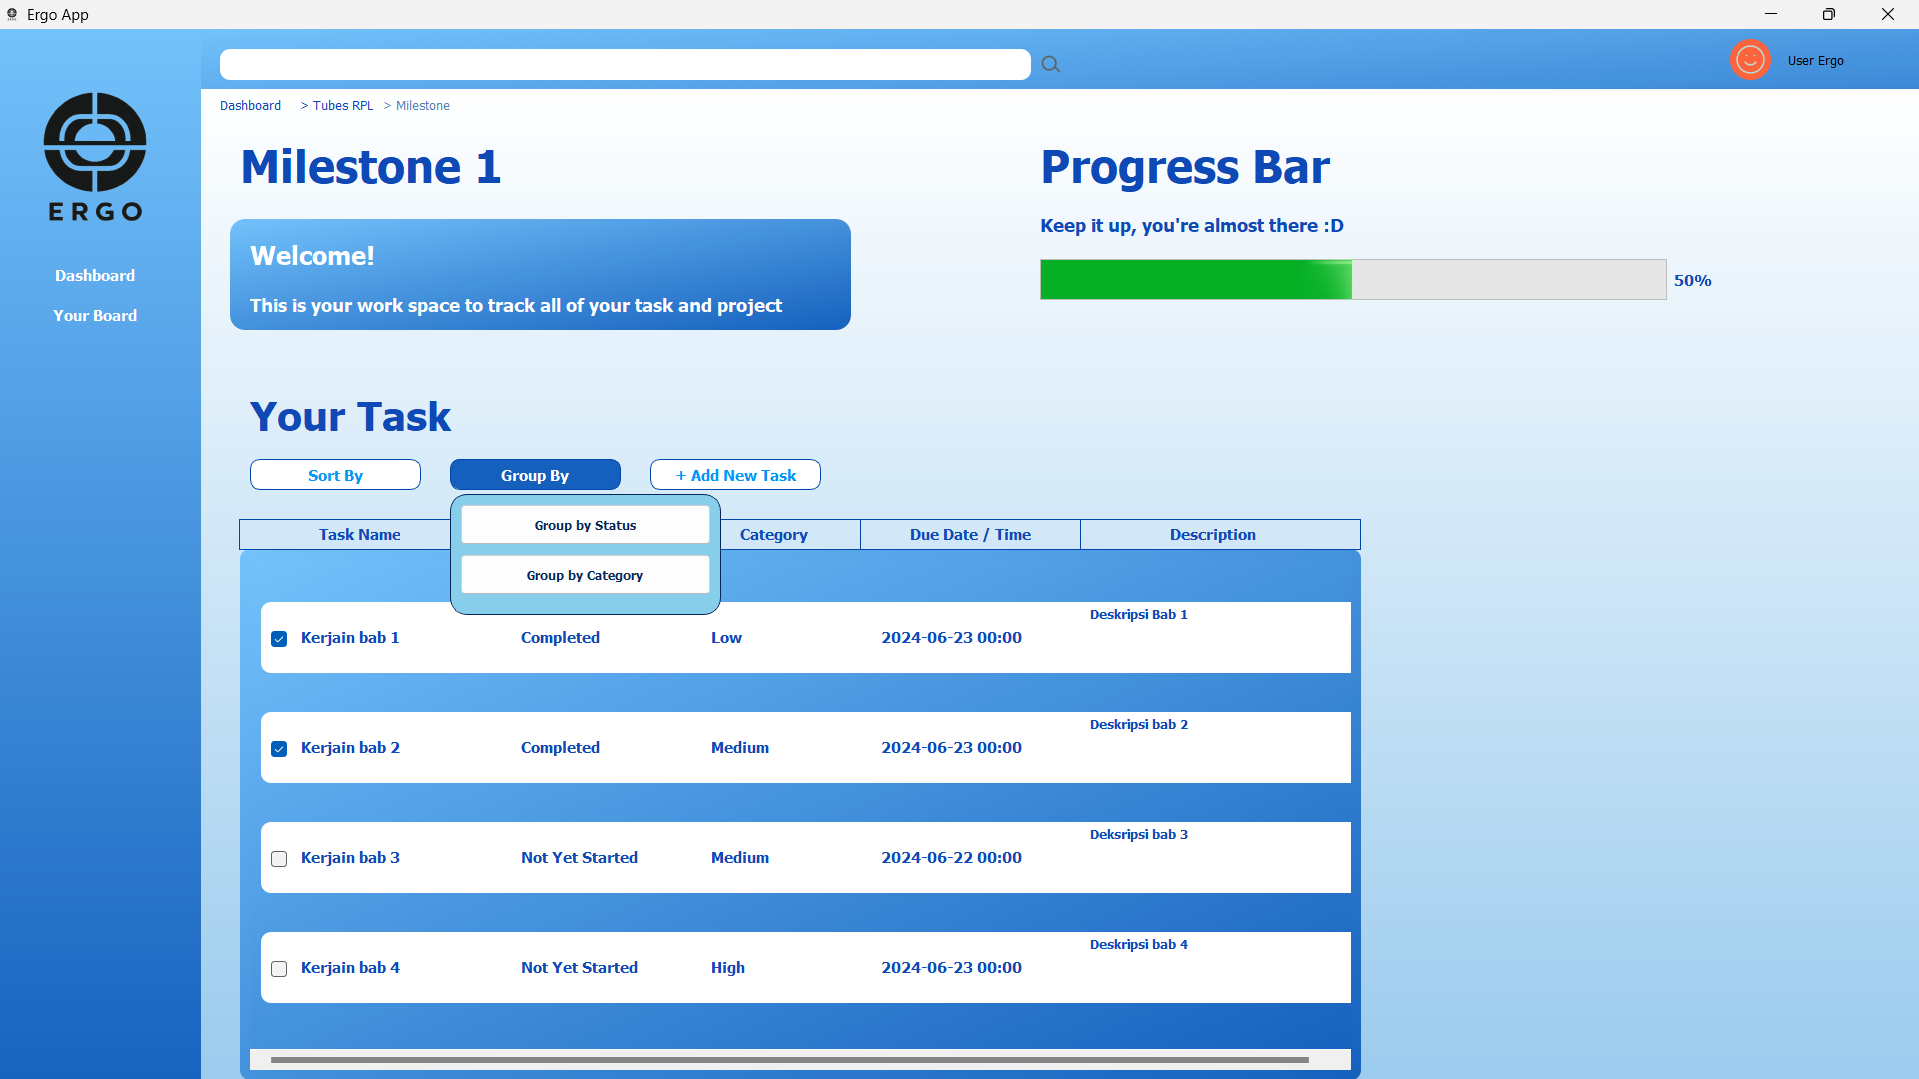 Ergo App
User Ergo
ERGO
Dashboard
Your Board
Dashboard > Tubes RPL > Milestone
Milestone 1
Welcome!
This is your work space to track all of your task and project
Progress Bar
Keep it up, you're almost there :D
50%
Your Task
Sort By
Group By
+ Add New Task
Group by Status
Group by Category
Task Name Category Due Date / Time Description
Deskripsi Bab 1
Kerjain bab 1 Completed Low 2024-06-23 00:00
Deskripsi bab 2
Kerjain bab 2 Completed Medium 2024-06-23 00:00
Deksripsi bab 3
Kerjain bab 3 Not Yet Started Medium 2024-06-22 00:00
Deskripsi bab 4
Kerjain bab 4 Not Yet Started High 2024-06-23 00:00